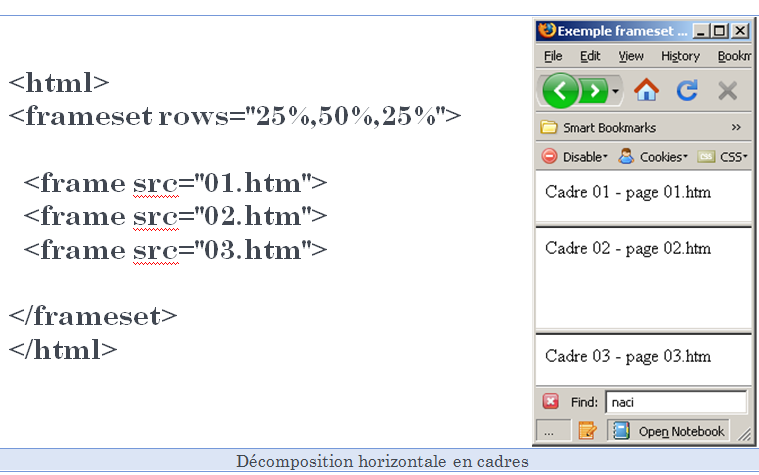 <html>
<frameset rows="25%,50%,25%">
<frame src="01.htm">
<frame src="02.htm">
<frame src="03.htm">
</frameset>
</html>
Exemple frameset ...
File Edit View History Bookm
Smart Bookmarks »
Disable Cookies CSS CSS
Cadre 01 - page 01.htm
Cadre 02 - page 02.htm
Cadre 03 - page 03.htm
Find: naci
... Open Notebook
Décomposition horizontale en cadres